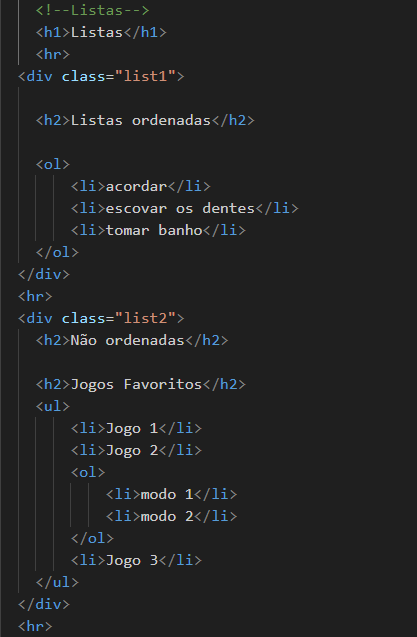 <!--Listas-->
<h1>Listas</h1>
<hr>
<div class="list1">
<h2>Listas ordenadas</h2>
<ol>
<li>acordar</li>
<li>escovar os dentes</li>
<li>tomar banho</li>
</ol>
</div>
<hr>
<div class="list2">
<h2>Não ordenadas</h2>
<h2>Jogos Favoritos</h2>
<ul>
<li>Jogo 1</li>
<li>Jogo 2</li>
<ol>
<li>modo 1</li>
<li>modo 2</li>
</ol>
<li>Jogo 3</li>
</ul>
</div>
<hr>